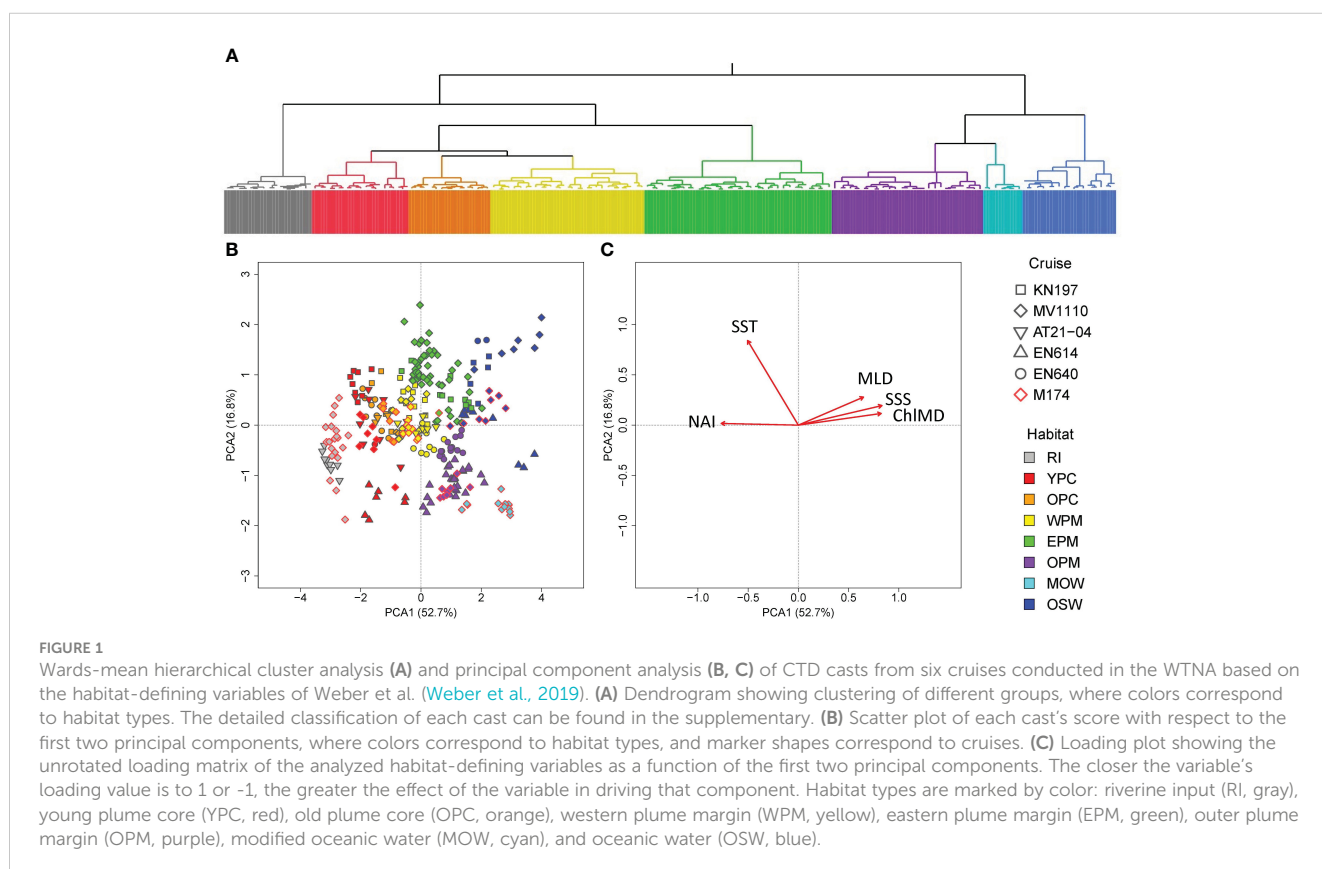 A
B
C
3
2
1
0
-1
-2
-3
PCA2 (16.8%)
-4
-2
0
2
4
PCA1 (52.7%)
1.0
0.5
0.0
-0.5
-1.0
PCA2 (16.8%)
SST
MLD
SSS
ChlMD
NAI
-1.0
-0.5
0.0
0.5
1.0
PCA1 (52.7%)
Cruise
KN197
MV1110
AT21-04
EN614
EN640
M174
Habitat
RI
YPC
OPC
WPM
EPM
OPM
MOW
OSW
FIGURE 1
Wards-mean hierarchical cluster analysis (A) and principal component analysis (B, C) of CTD casts from six cruises conducted in the WTNA based on
the habitat-defining variables of Weber et al. (Weber et al., 2019). (A) Dendrogram showing clustering of different groups, where colors correspond
to habitat types. The detailed classification of each cast can be found in the supplementary. (B) Scatter plot of each cast's score with respect to the
first two principal components, where colors correspond to habitat types, and marker shapes correspond to cruises. (C) Loading plot showing the
unrotated loading matrix of the analyzed habitat-defining variables as a function of the first two principal components. The closer the variable's
loading value is to 1 or -1, the greater the effect of the variable in driving that component. Habitat types are marked by color: riverine input (RI, gray),
young plume core (YPC, red), old plume core (OPC, orange), western plume margin (WPM, yellow), eastern plume margin (EPM, green), outer plume
margin (OPM, purple), modified oceanic water (MOW, cyan), and oceanic water (OSW, blue).